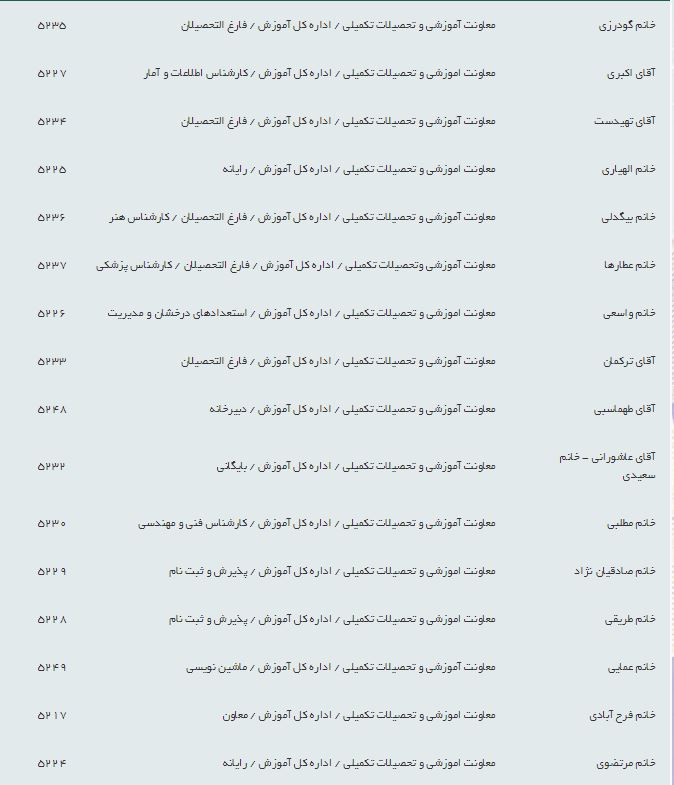 خانم گودرزی معاونت آموزشی و تحصیلات تکمیلی / اداره کل آموزش / فارغ التحصیلان ۵۲۳۵
آقای اکبری معاونت اموزشی و تحصیلات تکمیلی / اداره کل آموزش / کارشناس اطلاعات و آمار ۵۲۲۷
آقای تهیدست معاونت آموزشی و تحصیلات تکمیلی / اداره کل آموزش / فارغ التحصیلان ۵۲۳۴
خانم الهیاری معاونت اموزشی و تحصیلات تکمیلی / اداره کل آموزش / رایانه ۵۲۲۵
خانم بیگدلی معاونت آموزشی و تحصیلات تکمیلی / اداره کل آموزش / فارغ التحصیلان / کارشناس هنر ۵۲۳۶
خانم عطارها معاونت آموزشی وتحصیلات تکمیلی / اداره کل آموزش / فارغ التحصیلان / کارشناس پزشکی ۵۲۳۷
خانم واسعی معاونت اموزشی و تحصیلات تکمیلی / اداره کل آموزش / استعدادهای درخشان و مدیریت ۵۲۲۶
آقای ترکمان معاونت آموزشی و تحصیلات تکمیلی / اداره کل آموزش / فارغ التحصیلان ۵۲۳۳
آقای طهماسبی معاونت آموزشی و تحصیلات تکمیلی / اداره کل آموزش / دبیرخانه ۵۲۴۸
آقای عاشورانی - خانم
سعیدی معاونت آموزشی و تحصیلات تکمیلی / اداره کل آموزش / بایگانی ۵۲۳۲
خانم مطلبی معاونت اموزشی و تحصیلات تکمیلی / اداره کل آموزش / کارشناس فنی و مهندسی ۵۲۳۰
خانم صادقیان نژاد معاونت اموزشی و تحصیلات تکمیلی / اداره کل آموزش / پذیرش و ثبت نام ۵۲۲۹
خانم طریقی معاونت اموزشی و تحصیلات تکمیلی / اداره کل آموزش / پذیرش و ثبت نام ۵۲۲۸
خانم عمایی معاونت آموزشی و تحصیلات تکمیلی / اداره کل آموزش / ماشین نویسی ۵۲۴۹
خانم فرح آبادی معاونت اموزشی و تحصیلات تکمیلی / اداره کل آموزش / معاون ۵۲۱۷
خانم مرتضوی معاونت اموزشی و تحصیلات تکمیلی / اداره کل آموزش / رایانه ۵۲۲۴